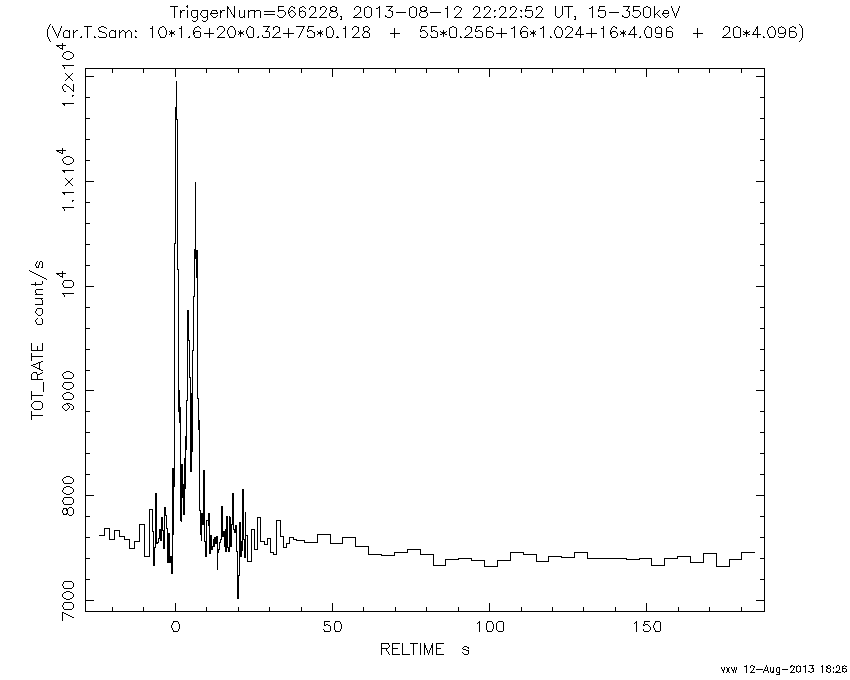 TriggerNum=566228, 2013-08-12 22:22:52 UT, 15-350keV
(Var.T.Sam: 10*1.6+20*0.32+75*0.128 + 55*0.256+16*1.024+16*4.096 + 20*4.096)
1.2×10⁴
1.1×10⁴
10⁴
9000
8000
7000
TOT_RATE count/s
0 50 100 150
RELTIME s
vxw 12-Aug-2013 18:26